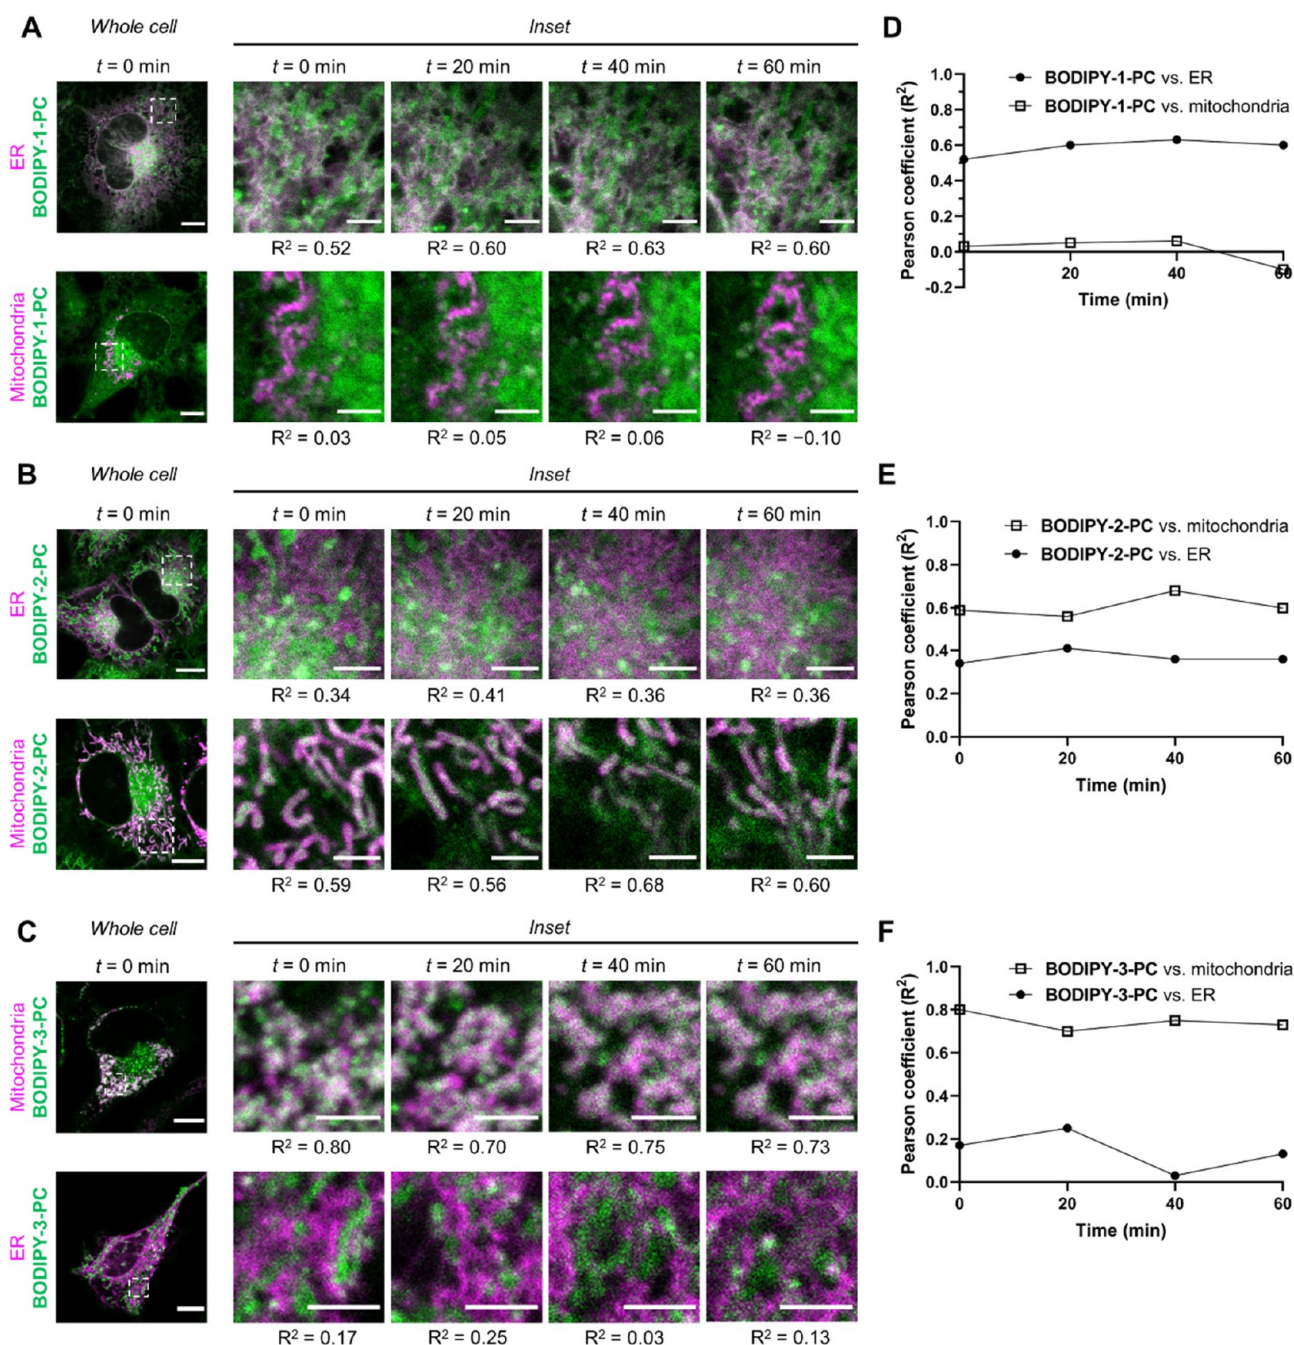 A
Whole cell
Inset
t = 0 min
t = 0 min
t = 20 min
t = 40 min
t = 60 min
ER
BODIPY-1-PC
R² = 0.52
R² = 0.60
R² = 0.63
R² = 0.60
Mitochondria
BODIPY-1-PC
R² = 0.03
R² = 0.05
R² = 0.06
R² = −0.10
D
BODIPY-1-PC vs. ER
BODIPY-1-PC vs. mitochondria
Pearson coefficient (R²)
1.0
0.8
0.6
0.4
0.2
0.0
-0.2
20
40
60
Time (min)
B
Whole cell
Inset
t = 0 min
t = 0 min
t = 20 min
t = 40 min
t = 60 min
ER
BODIPY-2-PC
R² = 0.34
R² = 0.41
R² = 0.36
R² = 0.36
Mitochondria
BODIPY-2-PC
R² = 0.59
R² = 0.56
R² = 0.68
R² = 0.60
E
BODIPY-2-PC vs. mitochondria
BODIPY-2-PC vs. ER
Pearson coefficient (R²)
1.0
0.8
0.6
0.4
0.2
0.0
0
20
40
60
Time (min)
C
Whole cell
Inset
t = 0 min
t = 0 min
t = 20 min
t = 40 min
t = 60 min
Mitochondria
BODIPY-3-PC
R² = 0.80
R² = 0.70
R² = 0.75
R² = 0.73
ER
BODIPY-3-PC
R² = 0.17
R² = 0.25
R² = 0.03
R² = 0.13
F
BODIPY-3-PC vs. mitochondria
BODIPY-3-PC vs. ER
Pearson coefficient (R²)
1.0
0.8
0.6
0.4
0.2
0.0
0
20
40
60
Time (min)